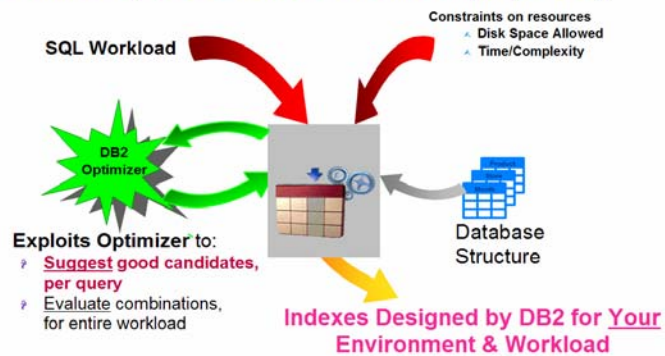 SQL Workload
Constraints on resources
Disk Space Allowed
Time/Complexity
DB2
Optimizer
Product
Database
Structure
Exploits Optimizer to:
Suggest good candidates,
per query
Evaluate combinations,
for entire workload
Indexes Designed by DB2 for Your
Environment & Workload